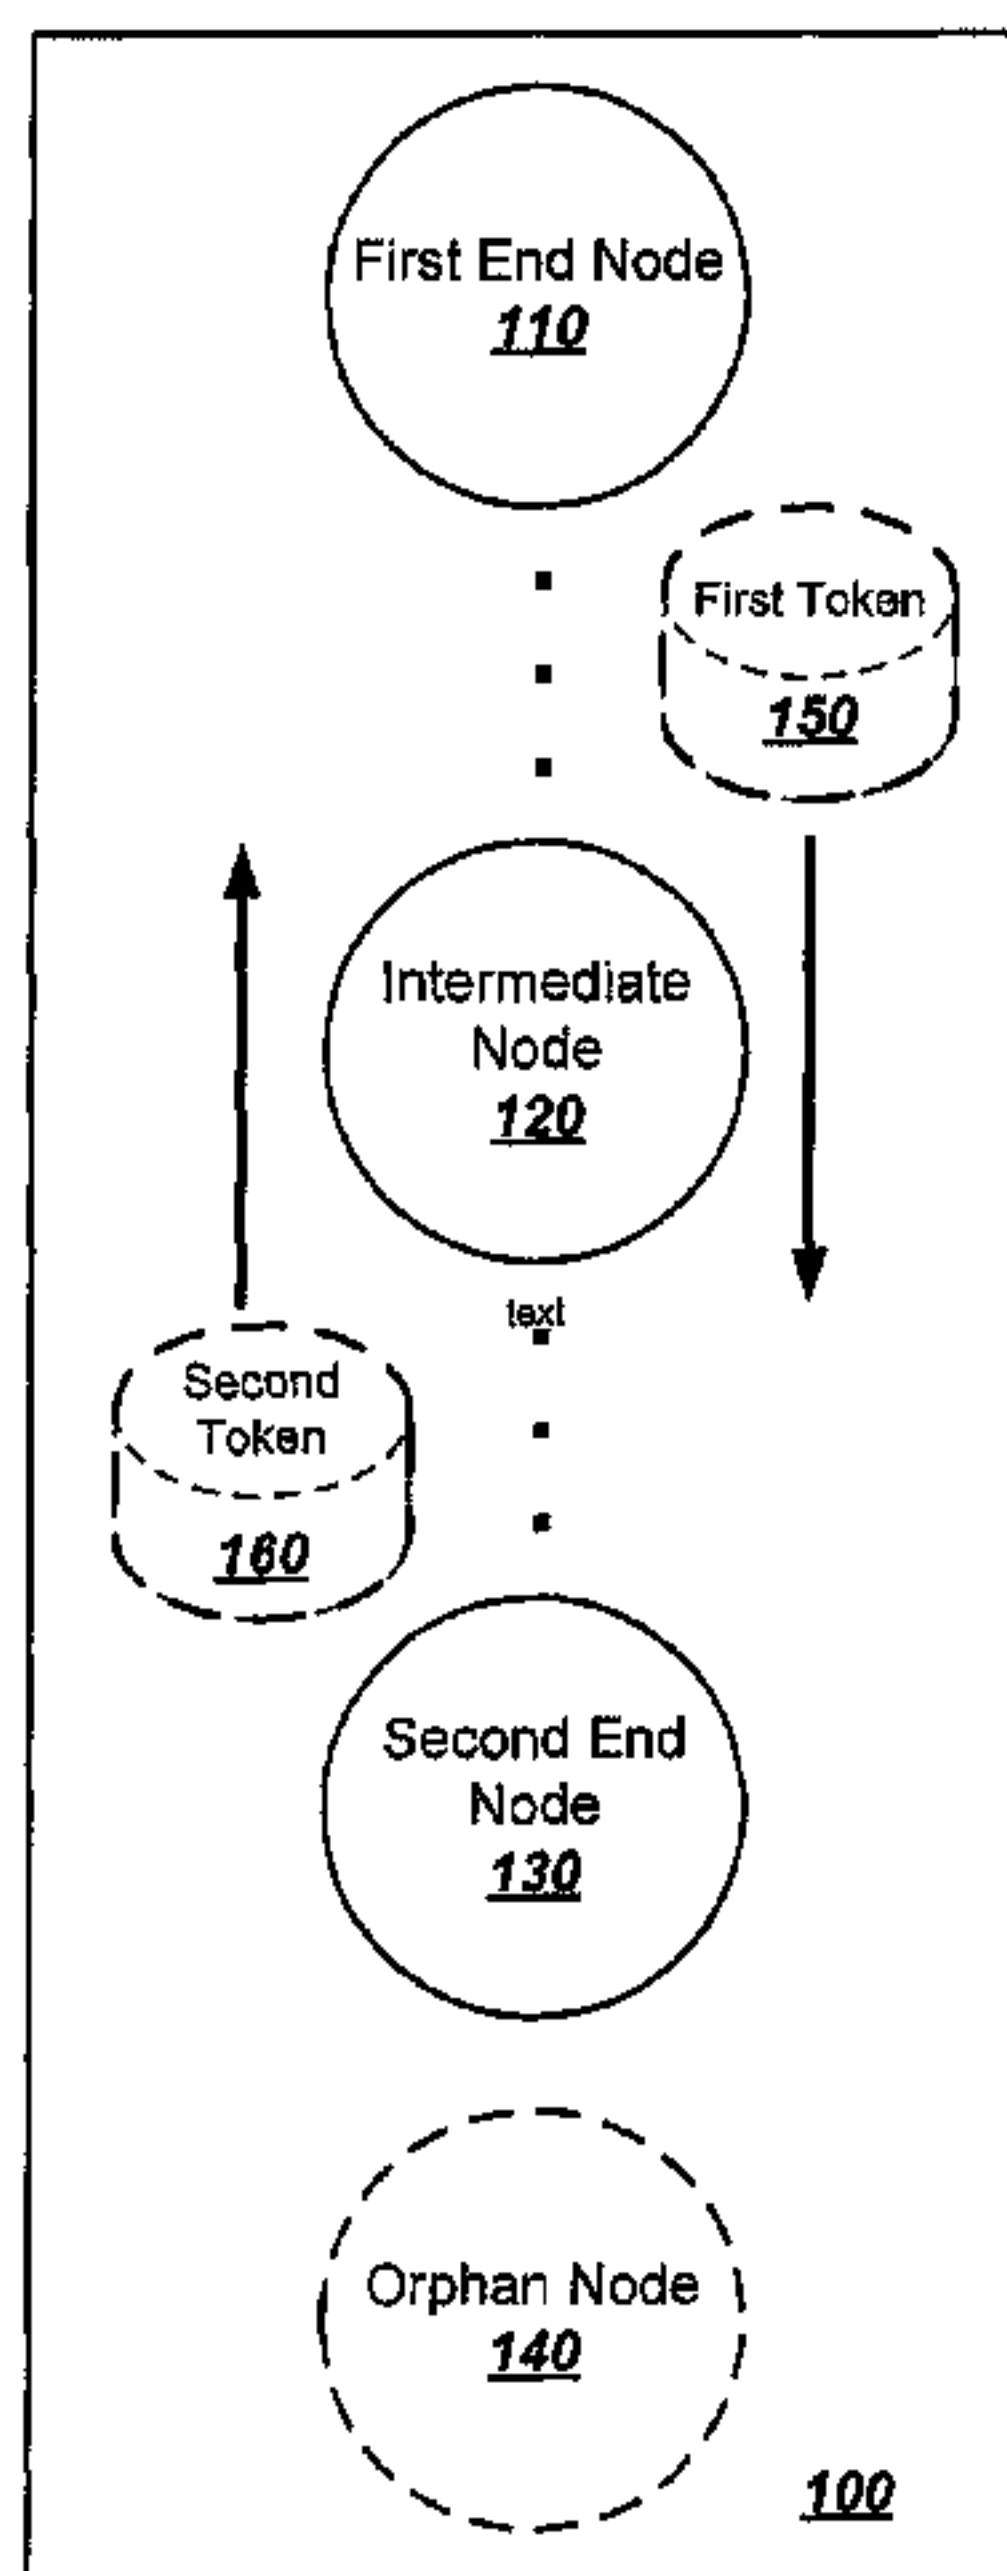 First End Node
110
First Token
150
Intermediate
Node
120
text
Second
Token
160
Second End
Node
130
Orphan Node
140
100